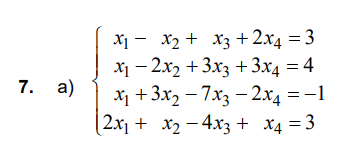 x₁ − x₂ + x₃ + 2x₄ = 3
x₁ − 2x₂ + 3x₃ + 3x₄ = 4
7. a)
x₁ + 3x₂ − 7x₃ − 2x₄ = −1
2x₁ + x₂ − 4x₃ + x₄ = 3